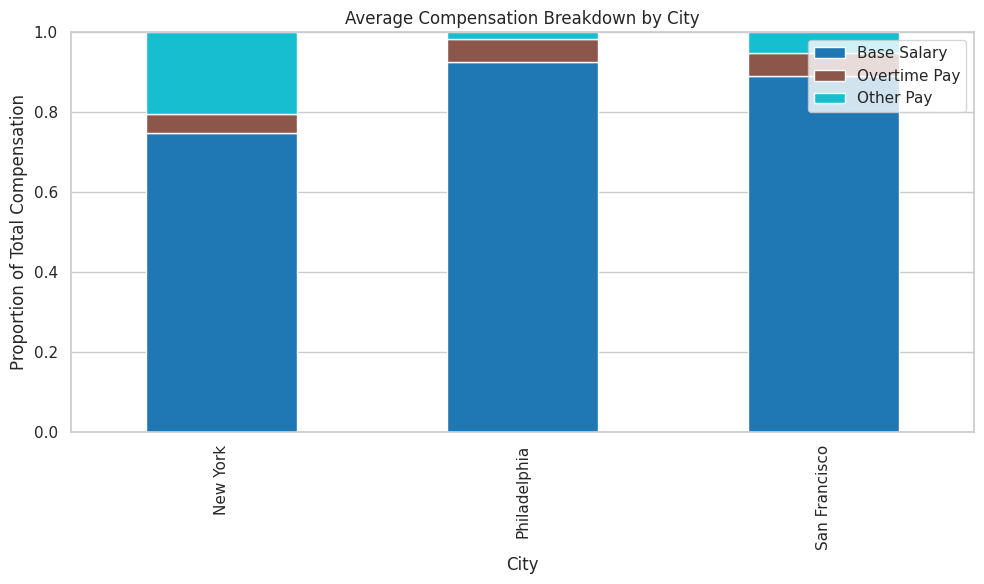 Average Compensation Breakdown by City
Proportion of Total Compensation
1.0
0.8
0.6
0.4
0.2
0.0
Base Salary
Overtime Pay
Other Pay
New York
Philadelphia
San Francisco
City